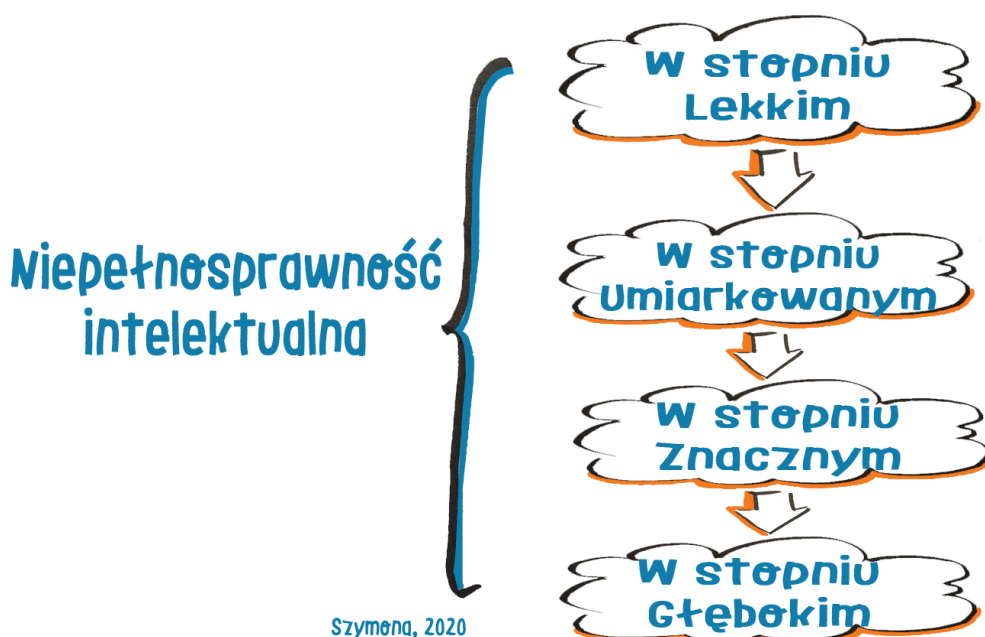 W stopniu
Lekkim
W stopniu
Umiarkowanym
Niepełnosprawność
intelektualna
W stopniu
Znacznym
W stopniu
Głębokim
Szymona, 2020